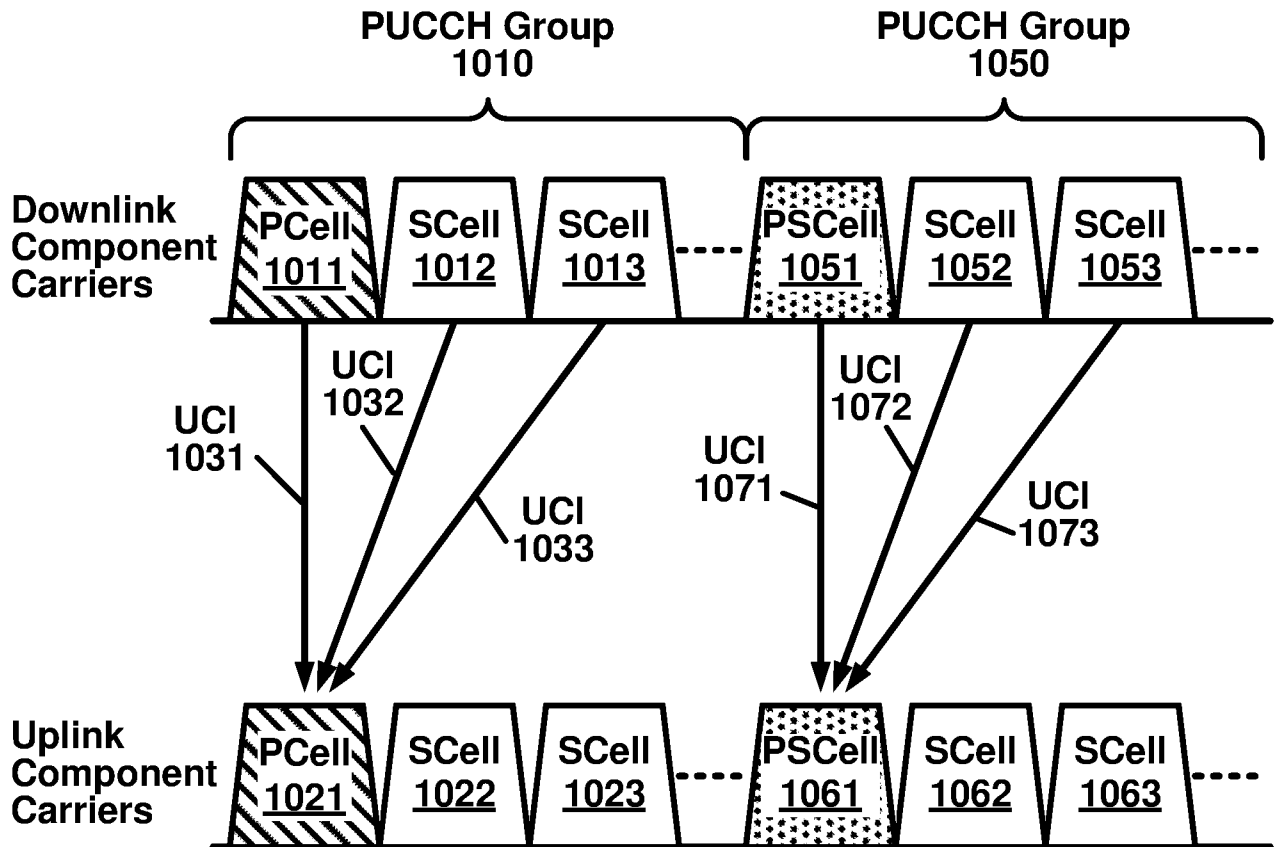 PUCCH Group
1010
PUCCH Group
1050
Downlink
Component
Carriers
PCell
1011
SCell
1012
SCell
1013
PSCell
1051
SCell
1052
SCell
1053
UCI
1031
UCI
1032
UCI
1033
UCI
1071
UCI
1072
UCI
1073
Uplink
Component
Carriers
PCell
1021
SCell
1022
SCell
1023
PSCell
1061
SCell
1062
SCell
1063